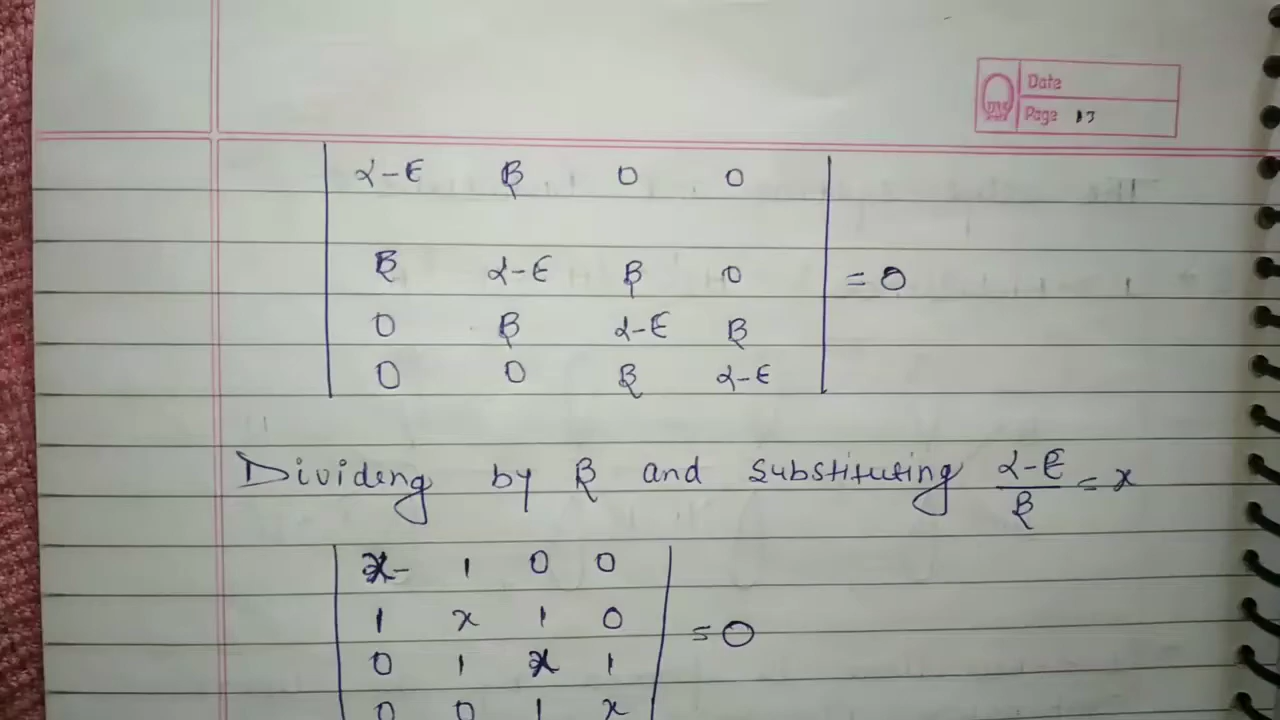 Date
Page 13
α-E β 0 0
β α-E β 0 = 0
0 β α-E β
0 0 β α-E
Divideng by β and substituting α-E/β = x
x- 1 0 0
1 x 1 0 = 0
0 1 x 1
0 0 1 x